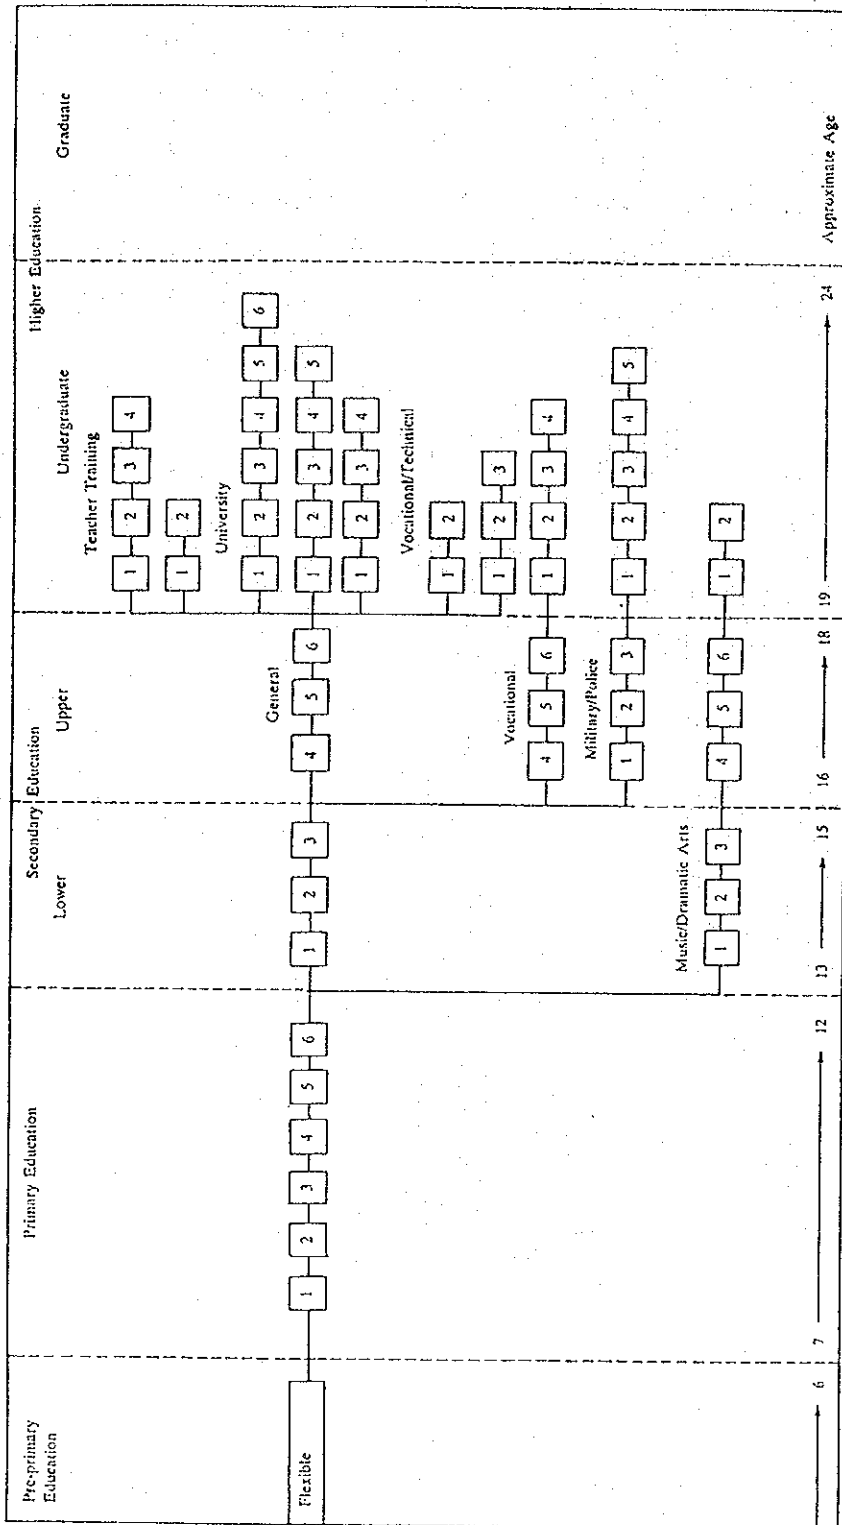 Pre-primary
Education
Primary Education
Secondary Education
Lower
Upper
Higher Education
Undergraduate
Graduate
Teacher Training
1 2 3 4
1 2
University
1 2 3 4 5 6
Flexible
1 2 3 4 5 6
1 2 3
General
4 5 6
1 2 3 4 5
1 2 3 4
Vocational/Technical
1 2
1 2 3
Vocational
4 5 6
1 2 3 4
Military/Police
1 2 3
1 2 3 4 5
Music/Dramatic Arts
1 2 3
4 5 6
1 2
6 7 12 13 15 16 18 19 24 Approximate Age